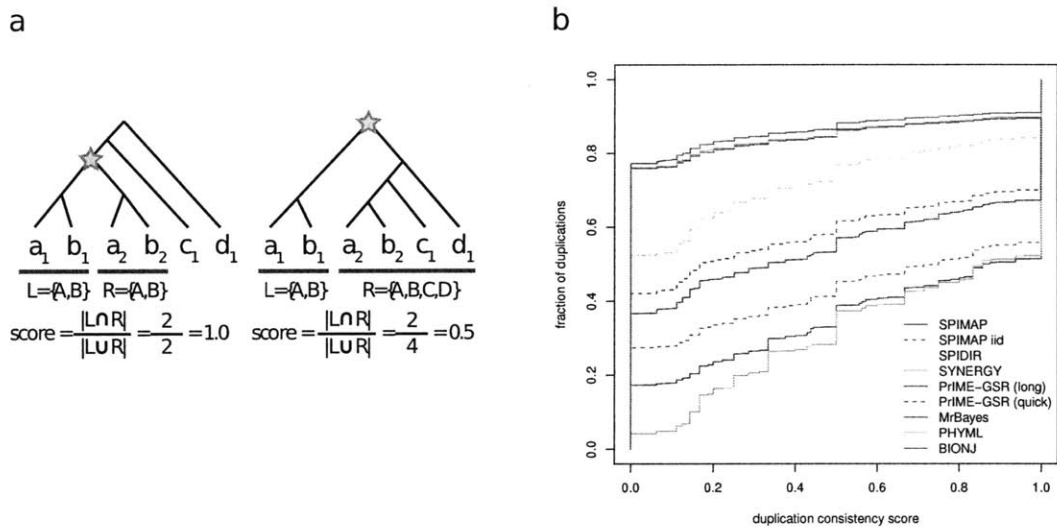 a
a1 b1 a2 b2 c1 d1
L={A,B} R={A,B}
score = |L∩R| / |L∪R| = 2 / 2 = 1.0
a1 b1 a2 b2 c1 d1
L={A,B} R={A,B,C,D}
score = |L∩R| / |L∪R| = 2 / 4 = 0.5
b
fraction of duplications
1.0
0.8
0.6
0.4
0.2
0.0
SPIMAP
SPIMAP iid
SPIDIR
SYNERGY
PrIME-GSR (long)
PrIME-GSR (quick)
MrBayes
PHYML
BIONJ
0.0 0.2 0.4 0.6 0.8 1.0
duplication consistency score